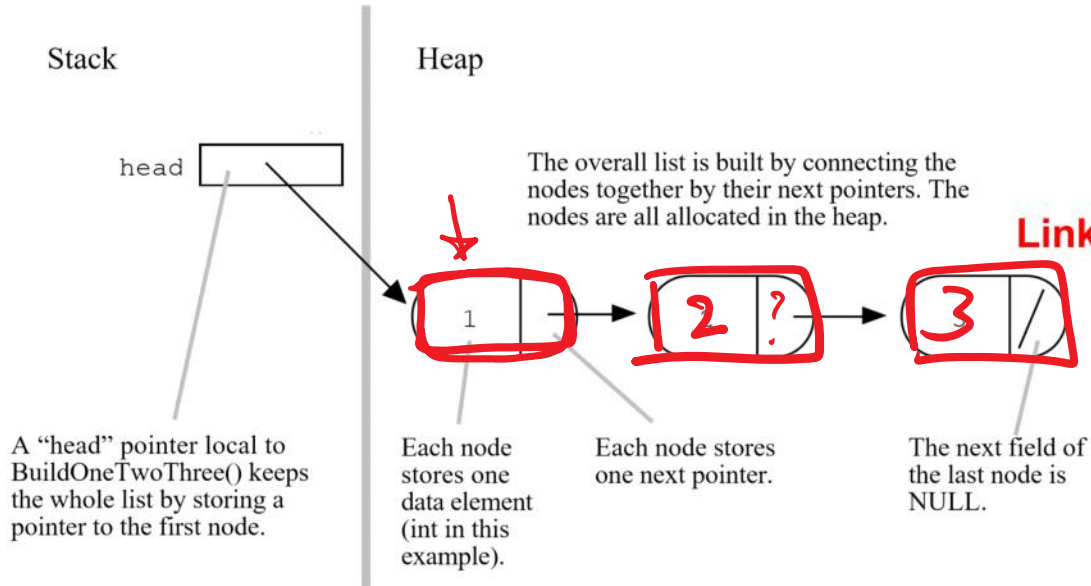 Stack
Heap
head
The overall list is built by connecting the
nodes together by their next pointers. The
nodes are all allocated in the heap.
Link
1
2
?
3
A “head” pointer local to
BuildOneTwoThree() keeps
the whole list by storing a
pointer to the first node.
Each node
stores one
data element
(int in this
example).
Each node stores
one next pointer.
The next field of
the last node is
NULL.